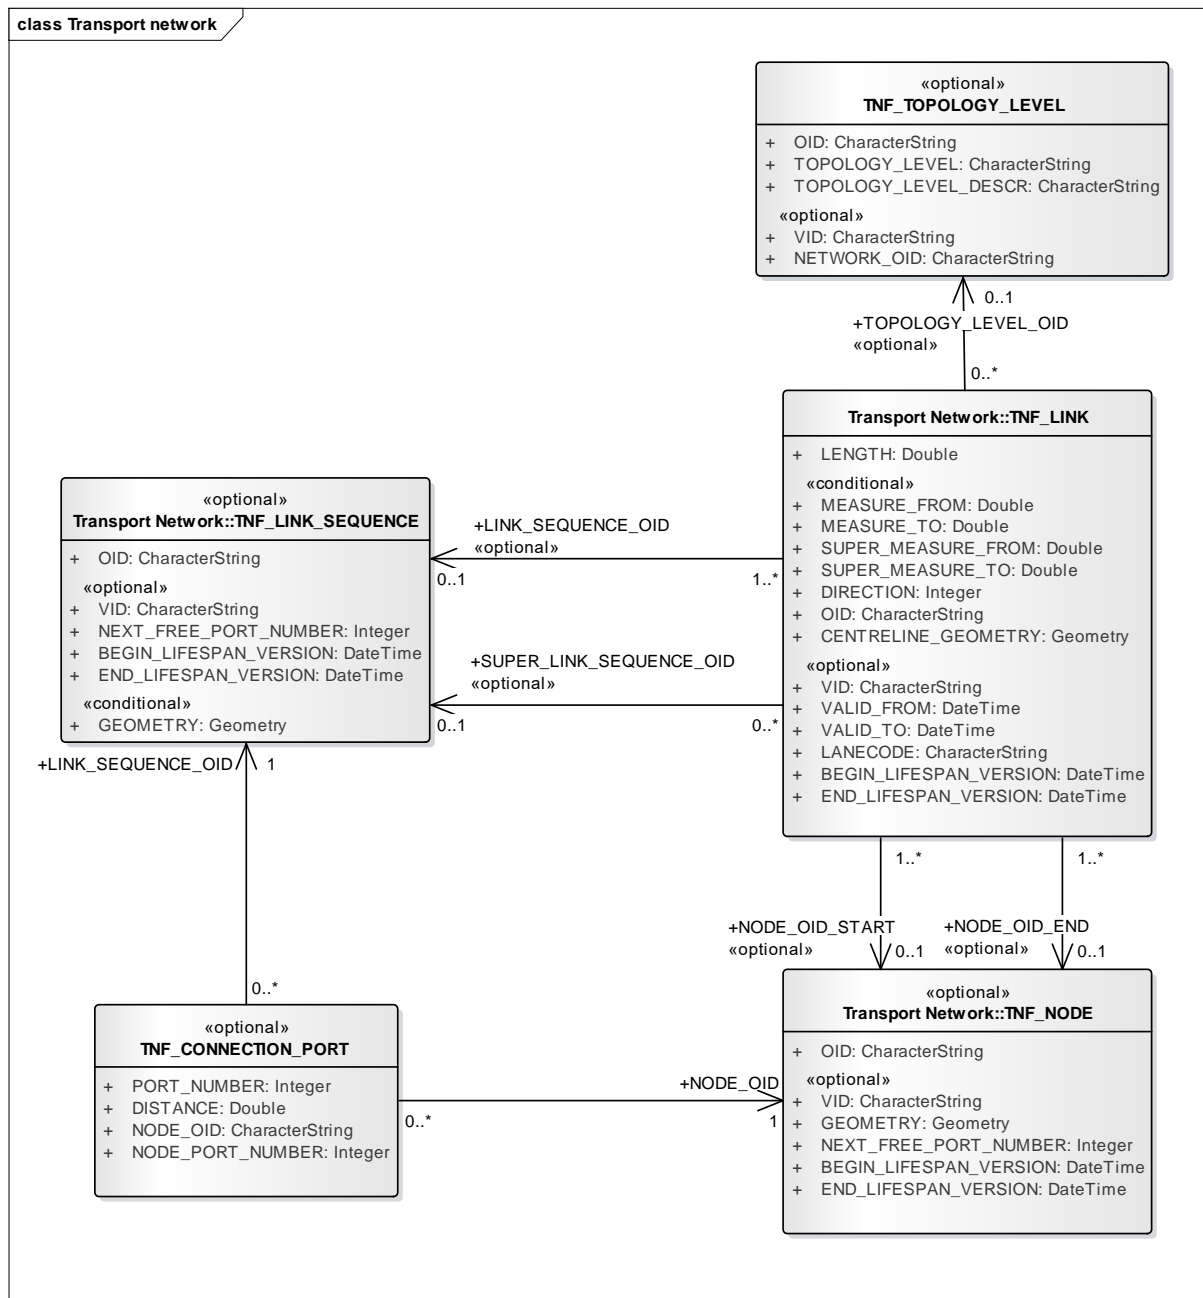 class Transport network
«optional»
TNF_TOPOLOGY_LEVEL
+ OID: CharacterString
+ TOPOLOGY_LEVEL: CharacterString
+ TOPOLOGY_LEVEL_DESCR: CharacterString
«optional»
+ VID: CharacterString
+ NETWORK_OID: CharacterString
0..1
+TOPOLOGY_LEVEL_OID
«optional»
0..*
Transport Network::TNF_LINK
+ LENGTH: Double
«conditional»
+ MEASURE_FROM: Double
+ MEASURE_TO: Double
+ SUPER_MEASURE_FROM: Double
+ SUPER_MEASURE_TO: Double
+ DIRECTION: Integer
+ OID: CharacterString
+ CENTRELINE_GEOMETRY: Geometry
«optional»
+ VID: CharacterString
+ VALID_FROM: DateTime
+ VALID_TO: DateTime
+ LANECODE: CharacterString
+ BEGIN_LIFESPAN_VERSION: DateTime
+ END_LIFESPAN_VERSION: DateTime
«optional»
Transport Network::TNF_LINK_SEQUENCE
+ OID: CharacterString
«optional»
+ VID: CharacterString
+ NEXT_FREE_PORT_NUMBER: Integer
+ BEGIN_LIFESPAN_VERSION: DateTime
+ END_LIFESPAN_VERSION: DateTime
«conditional»
+ GEOMETRY: Geometry
+LINK_SEQUENCE_OID
«optional»
0..1
1..*
+SUPER_LINK_SEQUENCE_OID
«optional»
0..1
0..*
+LINK_SEQUENCE_OID
1
0..*
1..*
1..*
+NODE_OID_START
«optional»
0..1
+NODE_OID_END
«optional»
0..1
«optional»
TNF_CONNECTION_PORT
+ PORT_NUMBER: Integer
+ DISTANCE: Double
+ NODE_OID: CharacterString
+ NODE_PORT_NUMBER: Integer
+NODE_OID
0..*
1
«optional»
Transport Network::TNF_NODE
+ OID: CharacterString
«optional»
+ VID: CharacterString
+ GEOMETRY: Geometry
+ NEXT_FREE_PORT_NUMBER: Integer
+ BEGIN_LIFESPAN_VERSION: DateTime
+ END_LIFESPAN_VERSION: DateTime